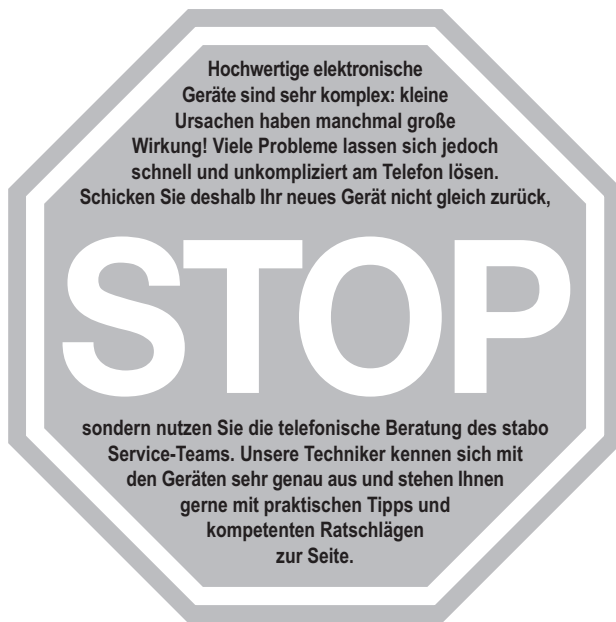 Hochwertige elektronische
Geräte sind sehr komplex: kleine
Ursachen haben manchmal große
Wirkung! Viele Probleme lassen sich jedoch
schnell und unkompliziert am Telefon lösen.
Schicken Sie deshalb Ihr neues Gerät nicht gleich zurück,
STOP
sondern nutzen Sie die telefonische Beratung des stabo
Service-Teams. Unsere Techniker kennen sich mit
den Geräten sehr genau aus und stehen Ihnen
gerne mit praktischen Tipps und
kompetenten Ratschlägen
zur Seite.